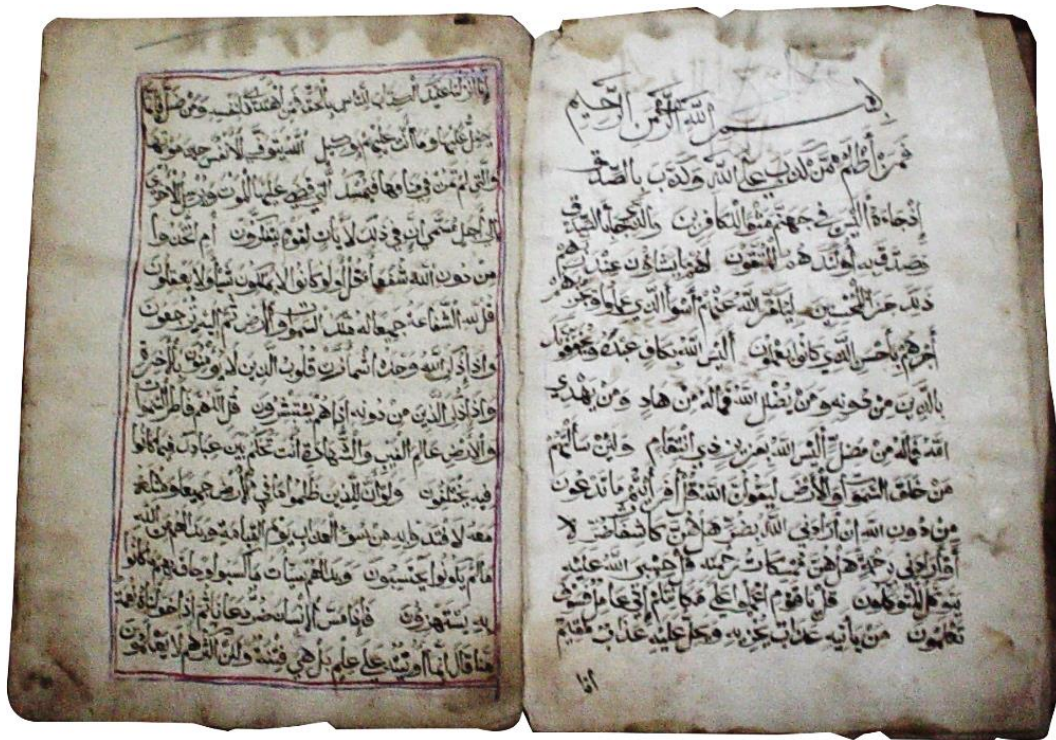 بسم الله الرحمن الرحيم
فمن أظلم ممن كذب على الله وكذب بالصدق
إذ جاءه أليس في جهنم مثوى للكافرين والذي جاء بالصدق
وصدق به أولئك هم المتقون لهم ما يشاؤن عند ربهم
ذلك جزاء المحسنين ليكفر الله عنهم أسوأ الذي عملوا ويجزيهم
أجرهم بأحسن الذي كانوا يعملون أليس الله بكاف عبده ويخوفونك
بالذين من دونه ومن يضلل الله فماله من هاد ومن يهدي
الله فماله من مضل أليس الله بعزيز ذي انتقام ولئن سألتهم
من خلق السموات والأرض ليقولن الله قل أفرأيتم ما تدعون
من دون الله إن أرادني الله بضر هل هن كاشفات ضره
أو أرادني برحمة هل هن ممسكات رحمته قل حسبي الله عليه
يتوكل المتوكلون قل يا قوم اعملوا على مكانتكم إني عامل فسوف
تعلمون من يأتيه عذاب يخزيه ويحل عليه عذاب مقيم
انا
إنا أنزلنا عليك الكتاب للناس بالحق فمن اهتدى فلنفسه ومن ضل فإنما
يضل عليها وما أنت عليهم بوكيل الله يتوفى الأنفس حين موتها
والتي لم تمت في منامها فيمسك التي قضى عليها الموت ويرسل الأخرى
إلى أجل مسمى إن في ذلك لآيات لقوم يتفكرون أم اتخذوا
من دون الله شفعاء قل أولو كانوا لا يملكون شيأ ولا يعقلون
قل لله الشفاعة جميعا له ملك السموات والأرض ثم إليه ترجعون
وإذا ذكر الله وحده اشمأزت قلوب الذين لا يؤمنون بالآخرة
وإذا ذكر الذين من دونه إذا هم يستبشرون قل اللهم فاطر السموات
والأرض عالم الغيب والشهادة أنت تحكم بين عبادك فيما كانوا
فيه يختلفون ولو أن للذين ظلموا ما في الأرض جميعا ومثله
معه لافتدوا به من سوء العذاب يوم القيامة وبدا لهم من الله
ما لم يكونوا يحتسبون وبدا لهم سيئات ما كسبوا وحاق بهم ما كانوا
به يستهزؤن فإذا مس الإنسان ضر دعانا ثم إذا خولناه نعمة
منا قال إنما أوتيته على علم بل هي فتنة ولكن أكثرهم لا يعلمون